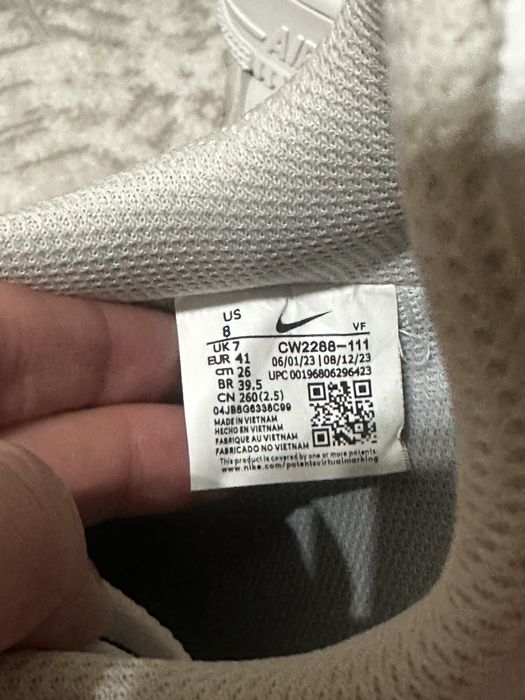 AIR
US
8
VF
UK 7
CW2288-111
EUR 41
06/01/23 | 08/12/23
cm 26
UPC 00196806296423
BR 39.5
CN 260(2.5)
04JB8G6338C99
MADE IN VIETNAM
HECHO EN VIETNAM
FABRIQUE AU VIETNAM
FABRICADO NO VIETNAM
This product is covered by one or more patents
www.nike.com/patentsvirtualmarking